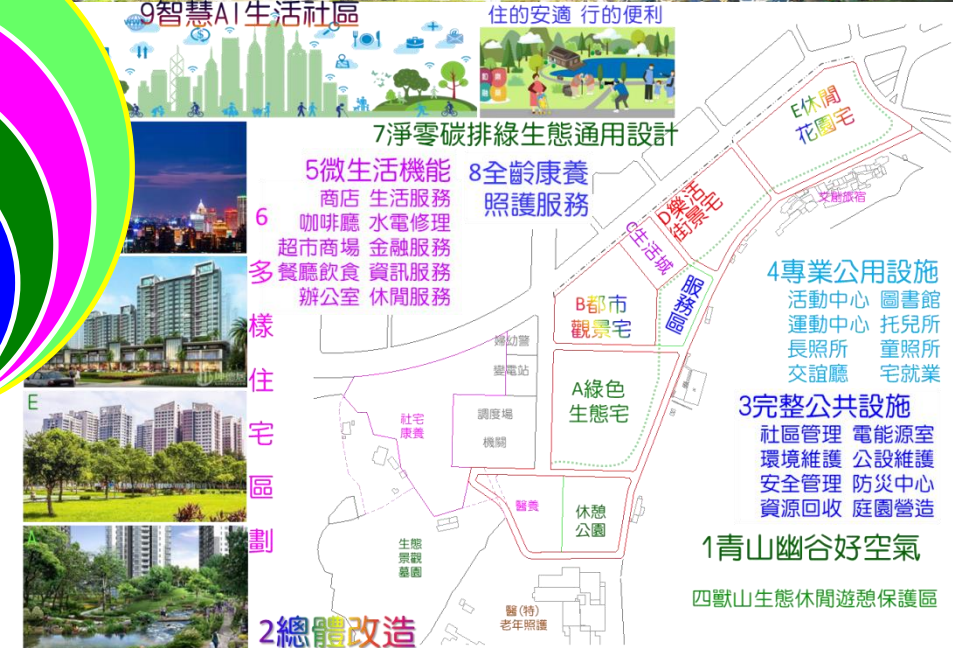 9智慧AI生活社區
住的安適 行的便利
7淨零碳排綠生態通用設計
5微生活機能
商店 生活服務
咖啡廳 水電修理
超市商場 金融服務
餐廳飲食 資訊服務
辦公室 休閒服務
8全齡康養
照護服務
6多樣住宅區劃
E
A
2總體改造
E休閒
花園宅
文創旅宿
D樂活
街景宅
C生活城
服務區
B都市
觀景宅
A綠色
生態宅
婦幼警
變電站
調度場
機關
社宅
康養
醫養
休憩
公園
生態
景觀
墓園
醫(特)
老年照護
4專業公用設施
活動中心 圖書館
運動中心 托兒所
長照所 童照所
交誼廳 宅就業
3完整公共設施
社區管理 電能源室
環境維護 公設維護
安全管理 防災中心
資源回收 庭園營造
1青山幽谷好空氣
四獸山生態休閒遊憩保護區